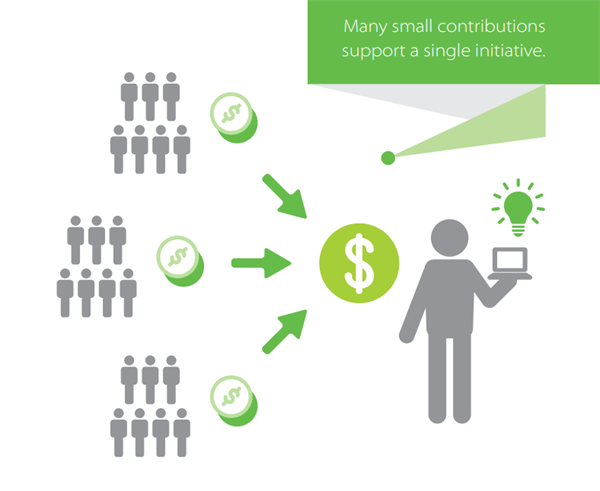 Many small contributions
support a single initiative.
$
$
$
$